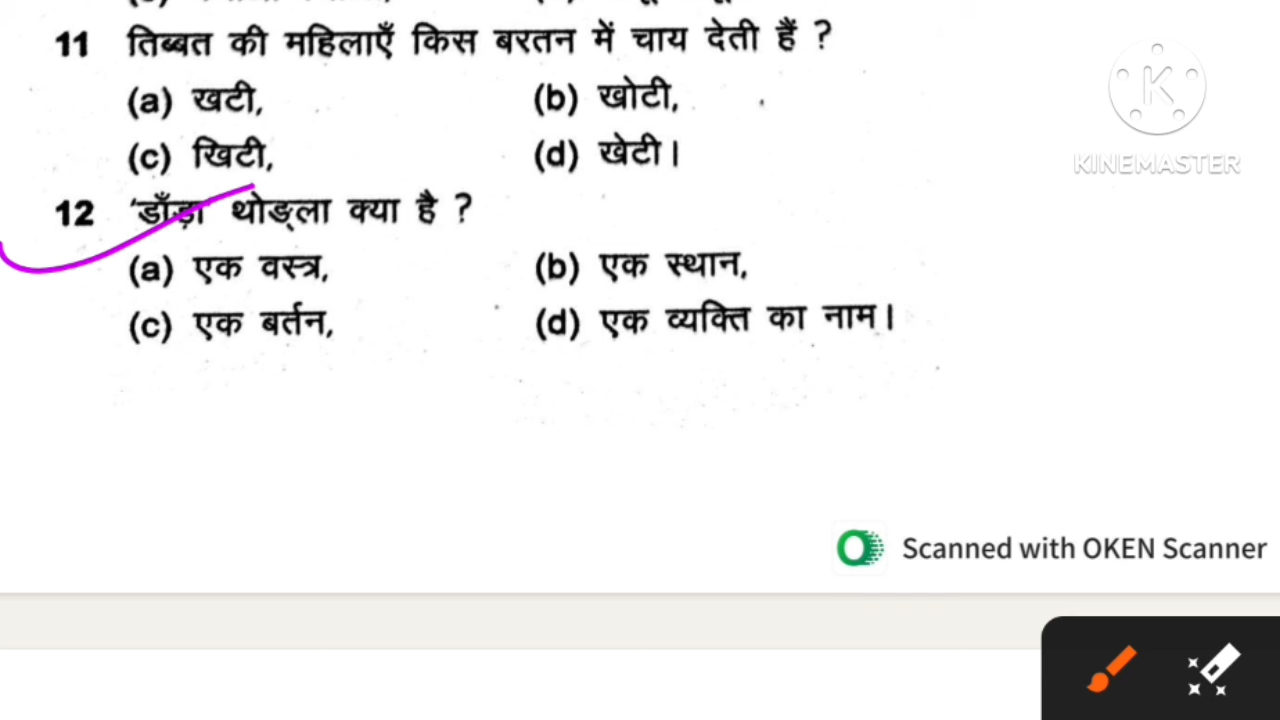 11 तिब्बत की महिलाएँ किस बरतन में चाय देती हैं ?
(a) खटी, (b) खोटी,
(c) खिटी, (d) खेटी।
12 'डाँड़ा' थोङ्ला क्या है ?
(a) एक वस्त्र, (b) एक स्थान,
(c) एक बर्तन, (d) एक व्यक्ति का नाम।
K
KINEMASTER
Scanned with OKEN Scanner